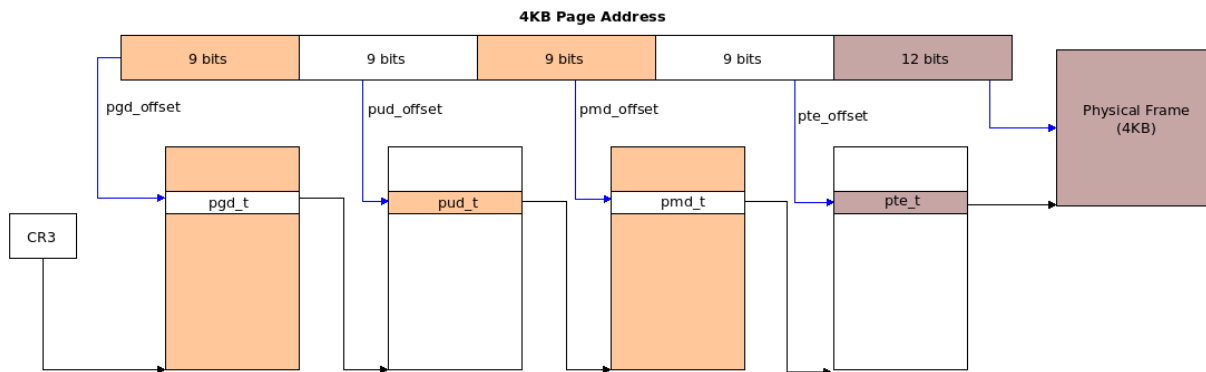 4KB Page Address
9 bits
9 bits
9 bits
9 bits
12 bits
pgd_offset
pud_offset
pmd_offset
pte_offset
Physical Frame
(4KB)
pgd_t
pud_t
pmd_t
pte_t
CR3